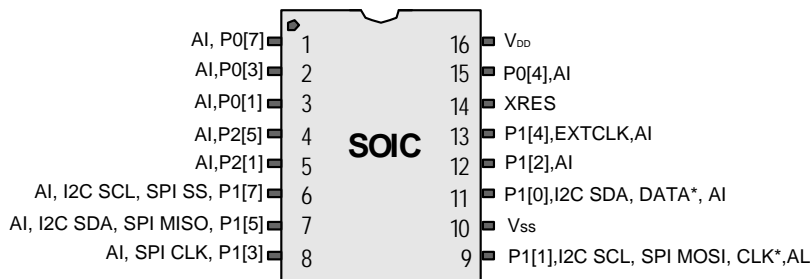 AI, P0[7] 1 16 VDD
AI,P0[3] 2 15 P0[4],AI
AI,P0[1] 3 14 XRES
AI,P2[5] 4 SOIC 13 P1[4],EXTCLK,AI
AI,P2[1] 5 12 P1[2],AI
AI, I2C SCL, SPI SS, P1[7] 6 11 P1[0],I2C SDA, DATA*, AI
AI, I2C SDA, SPI MISO, P1[5] 7 10 Vss
AI, SPI CLK, P1[3] 8 9 P1[1],I2C SCL, SPI MOSI, CLK*,AL